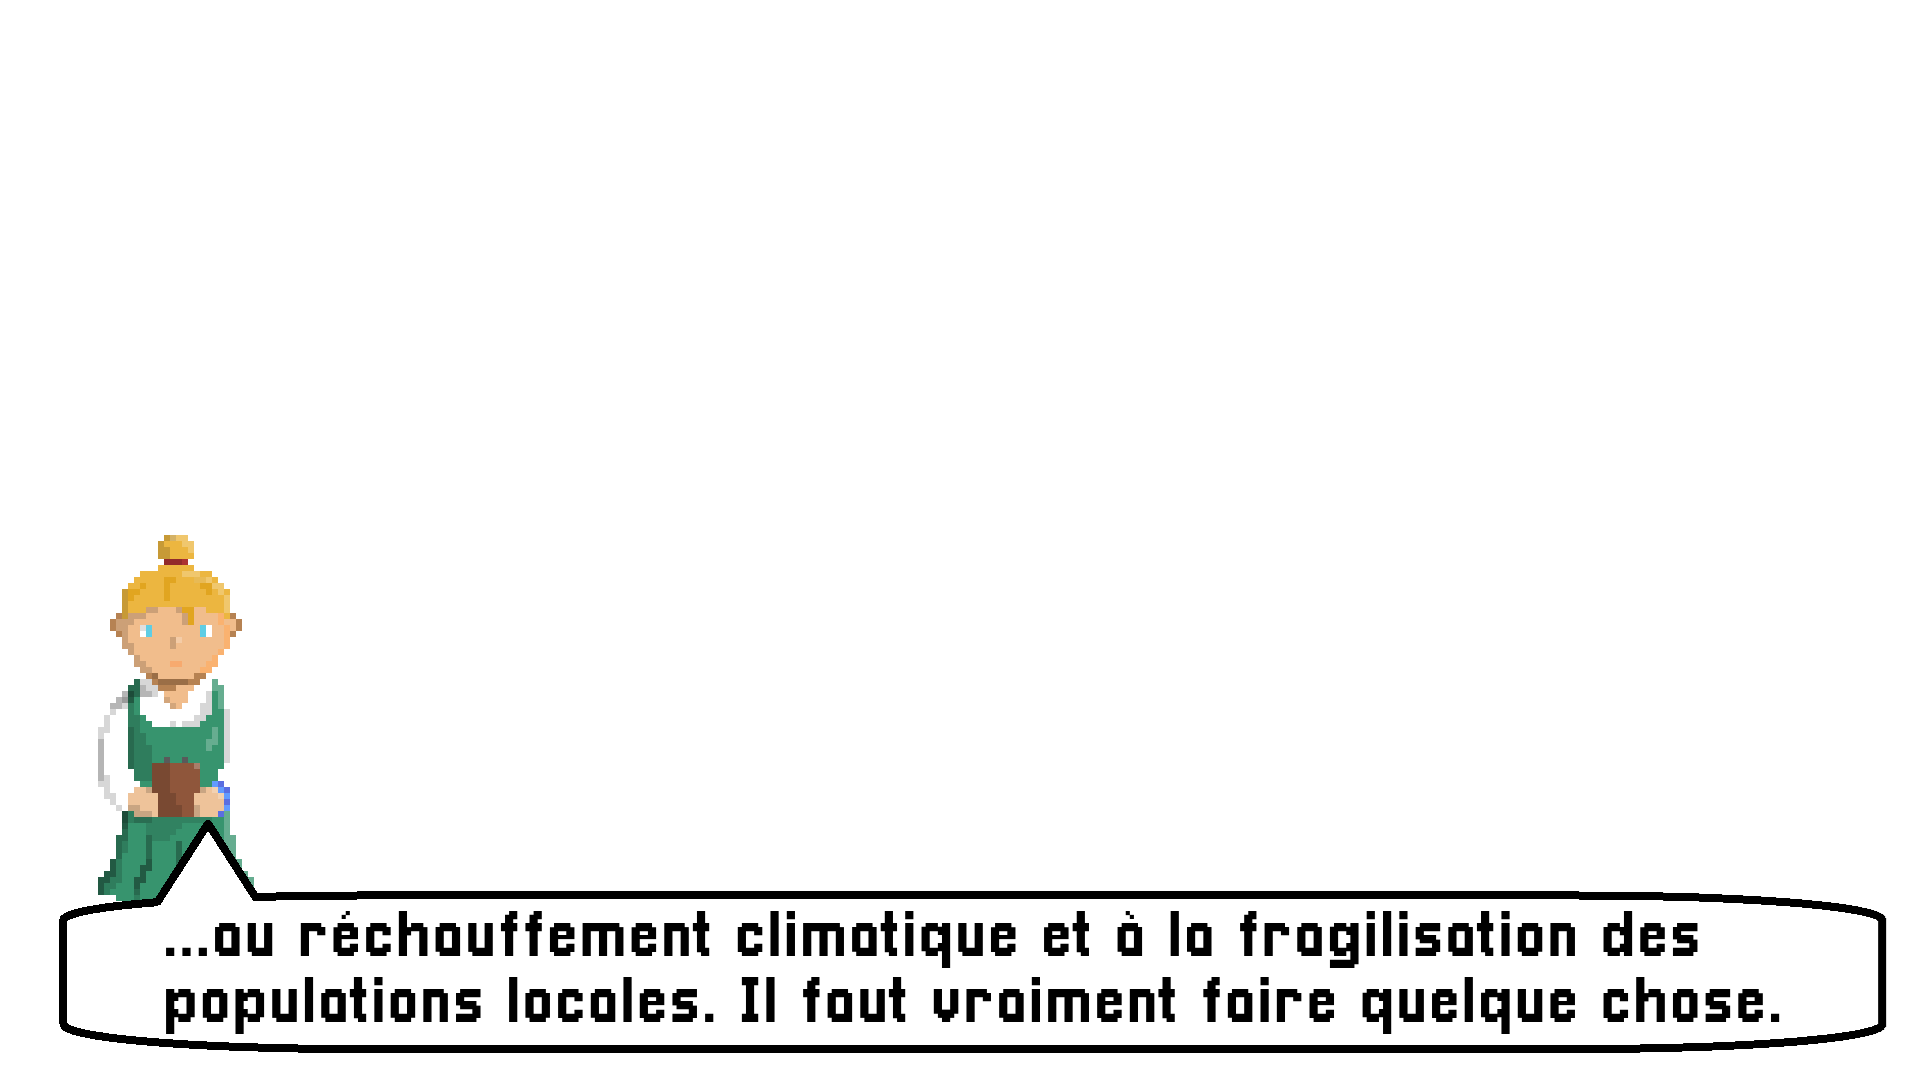 ...au réchauffement climatique et à la fragilisation des
populations locales. Il faut vraiment faire quelque chose.